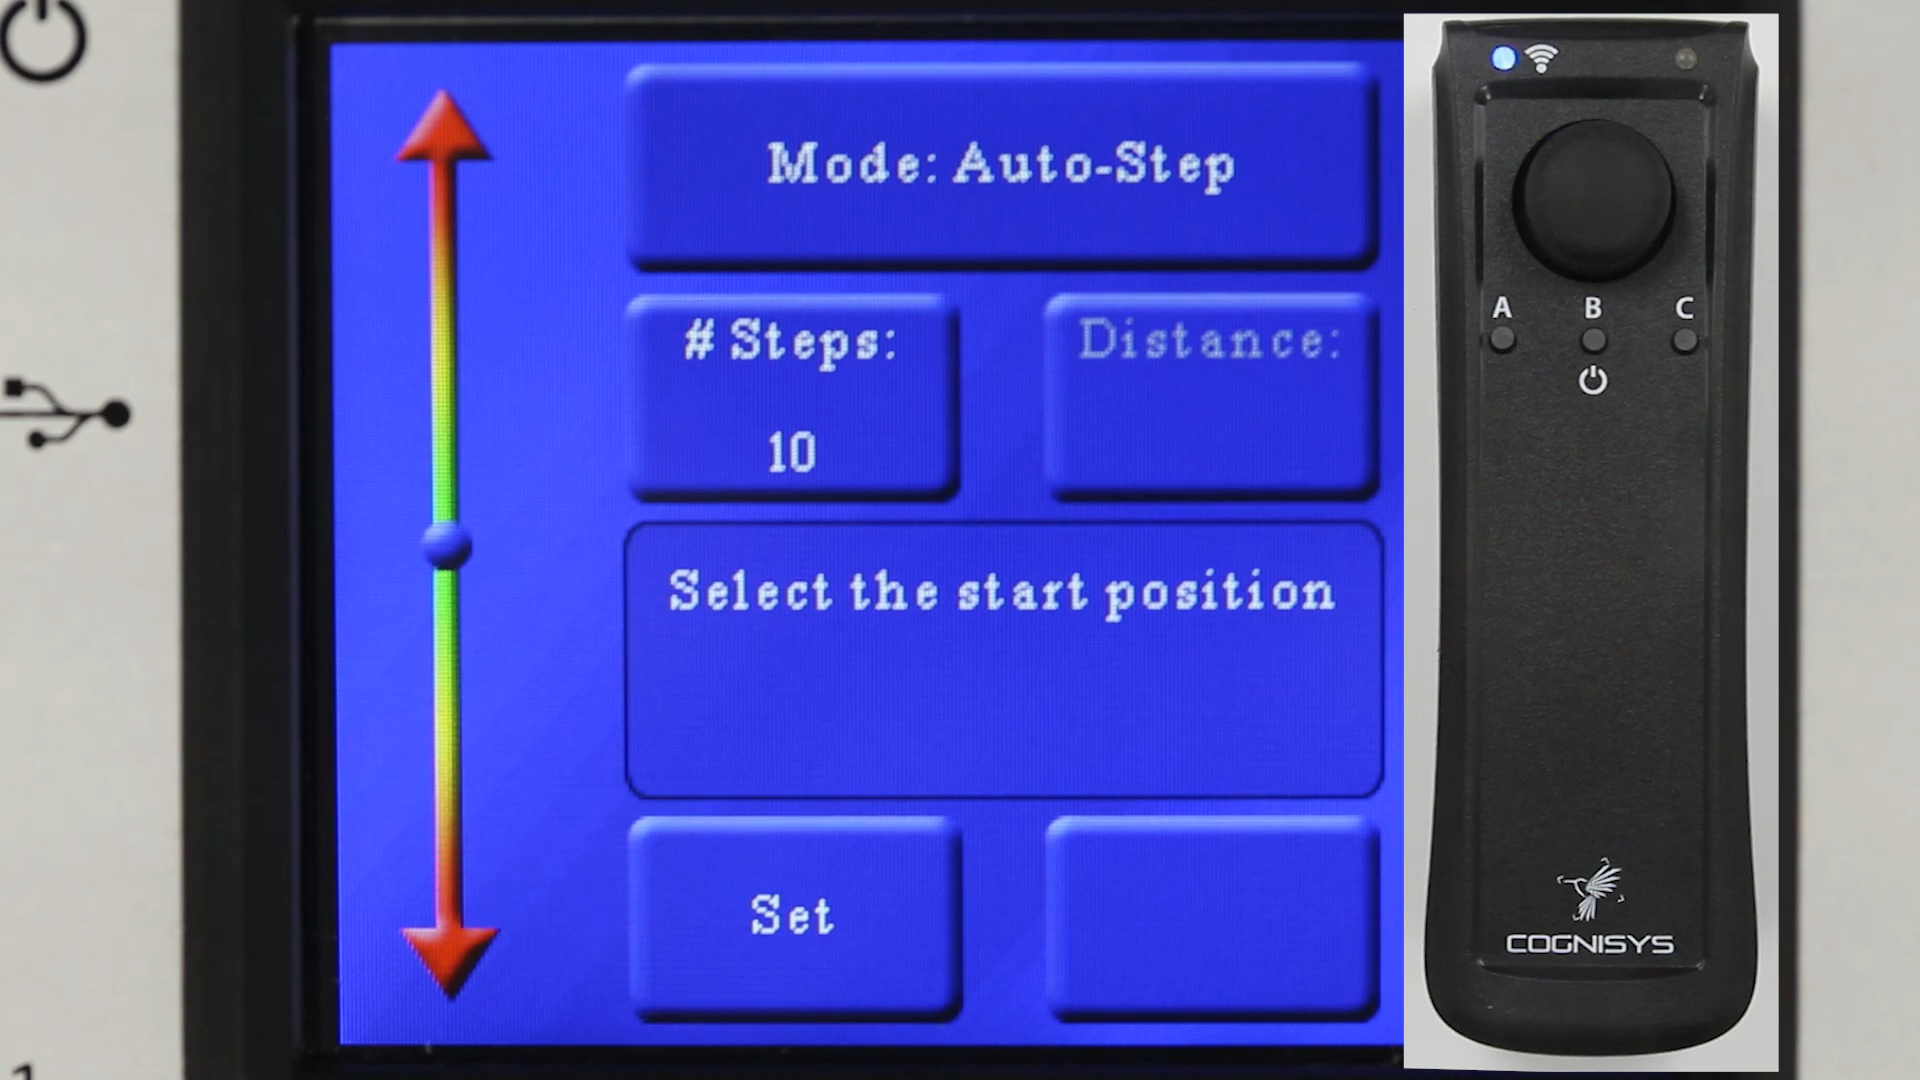 Mode: Auto-Step
# Steps:
10
Distance:
Select the start position
Set
A B C
COGNISYS